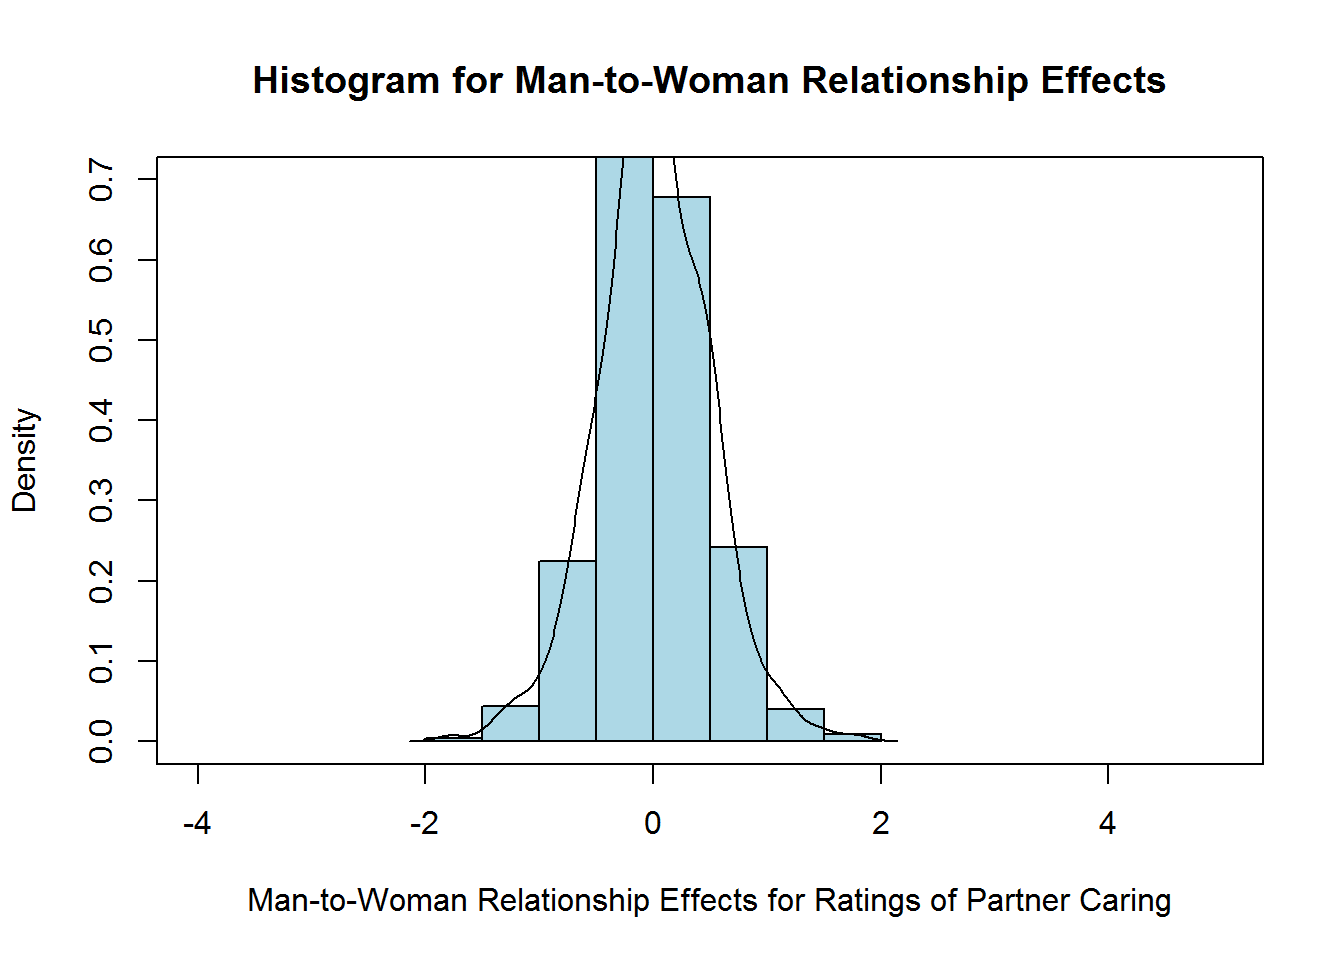 Histogram for Man-to-Woman Relationship Effects
0.7
0.6
0.5
0.4
0.3
0.2
0.1
0.0
Density
-4 -2 0 2 4
Man-to-Woman Relationship Effects for Ratings of Partner Caring